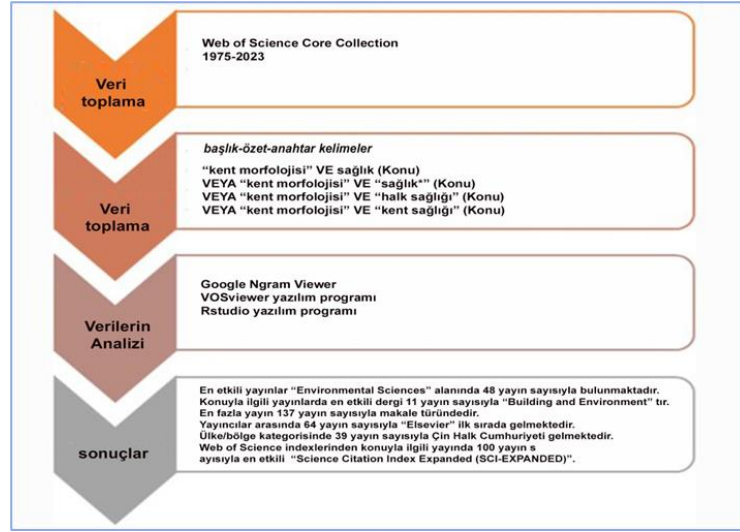 Veri
toplama
Web of Science Core Collection
1975-2023
Veri
toplama
başlık-özet-anahtar kelimeler
“kent morfolojisi” VE sağlık (Konu)
VEYA “kent morfolojisi” VE “sağlık*” (Konu)
VEYA “kent morfolojisi” VE “halk sağlığı” (Konu)
VEYA “kent morfolojisi” VE “kent sağlığı” (Konu)
Verilerin
Analizi
Google Ngram Viewer
VOSviewer yazılım programı
Rstudio yazılım programı
sonuçlar
En etkili yayınlar “Environmental Sciences” alanında 48 yayın sayısıyla bulunmaktadır.
Konuyla ilgili yayınlarda en etkili dergi 11 yayın sayısıyla “Building and Environment” tır.
En fazla yayın 137 yayın sayısıyla makale türündedir.
Yayıncılar arasında 64 yayın sayısıyla “Elsevier” ilk sırada gelmektedir.
Ülke/bölge kategorisinde 39 yayın sayısıyla Çin Halk Cumhuriyeti gelmektedir.
Web of Science indexlerinden konuyla ilgili yayında 100 yayın s
ayısıyla en etkili “Science Citation Index Expanded (SCI-EXPANDED)”.